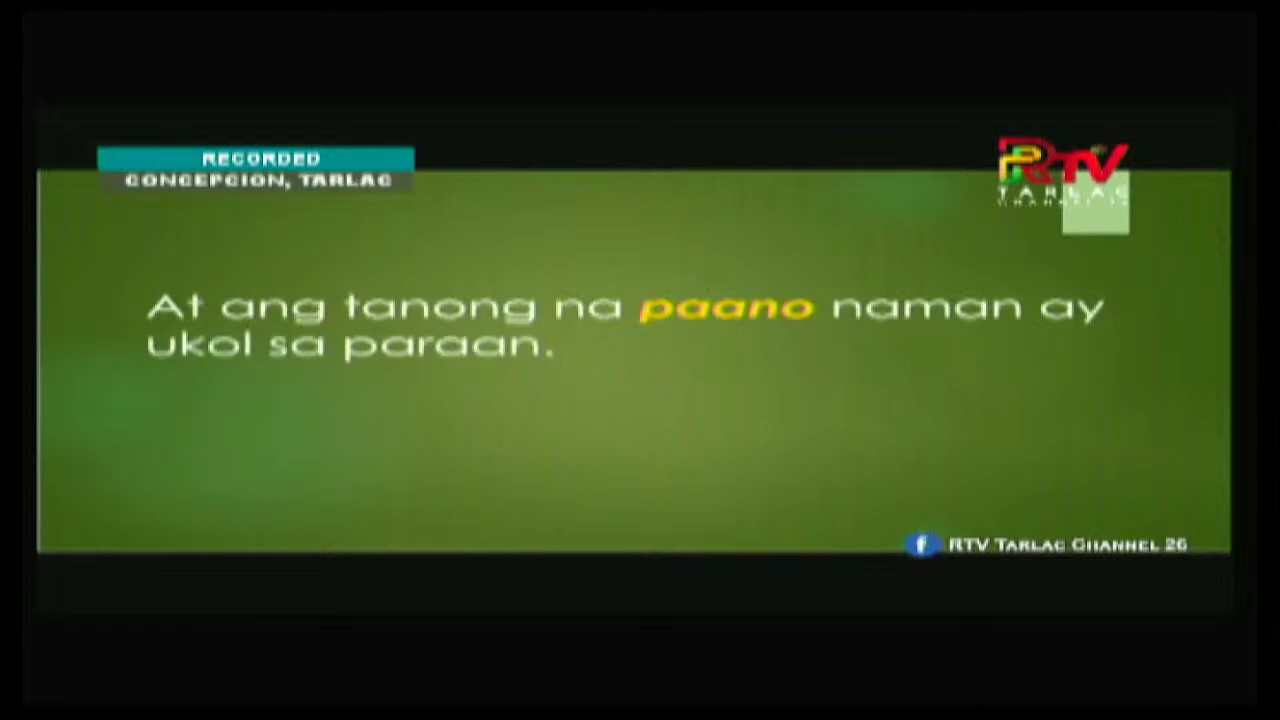 RECORDED
CONCEPCION, TARLAC
RTV
TARLAC
At ang tanong na paano naman ay
ukol sa paraan.
RTV TARLAC CHANNEL 26